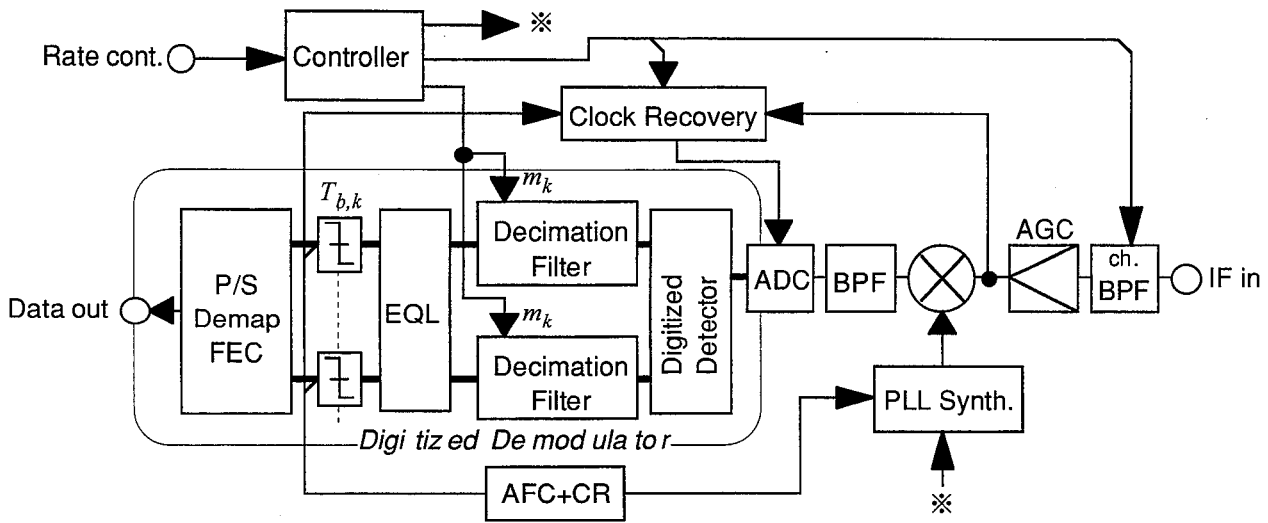 ※
Rate cont.
Controller
Clock Recovery
T_{b,k}
m_k
Decimation
Filter
AGC
ch.
BPF
IF in
ADC
BPF
Data out
P/S
Demap
FEC
EQL
m_k
Decimation
Filter
Digitized
Detector
PLL Synth.
Digitized Demodulator
AFC+CR
※